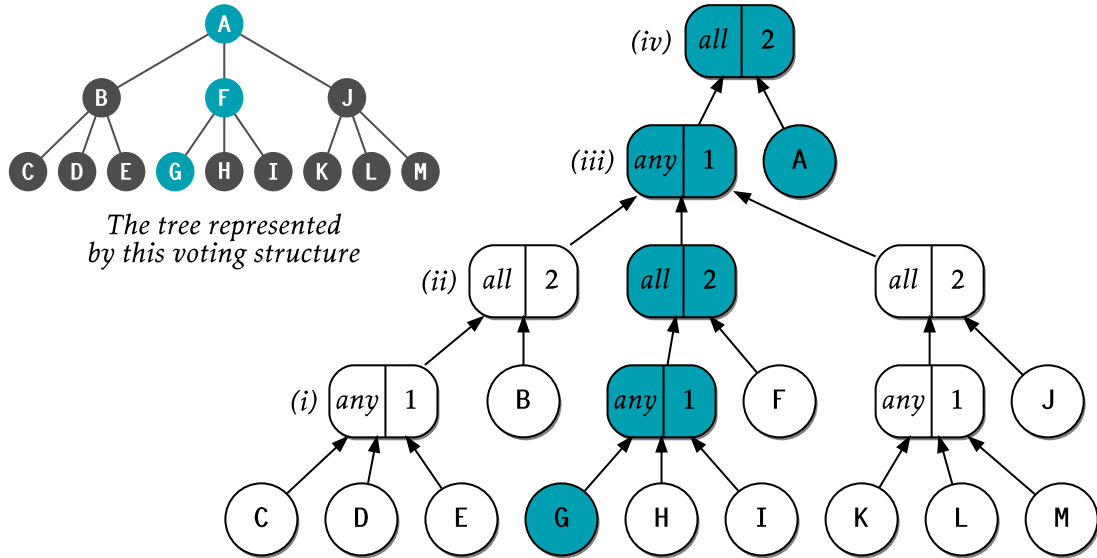 A
B F J
C D E G H I K L M
The tree represented
by this voting structure
(iv) all 2
(iii) any 1 A
(ii) all 2 all 2 all 2
(i) any 1 B any 1 F any 1 J
C D E G H I K L M